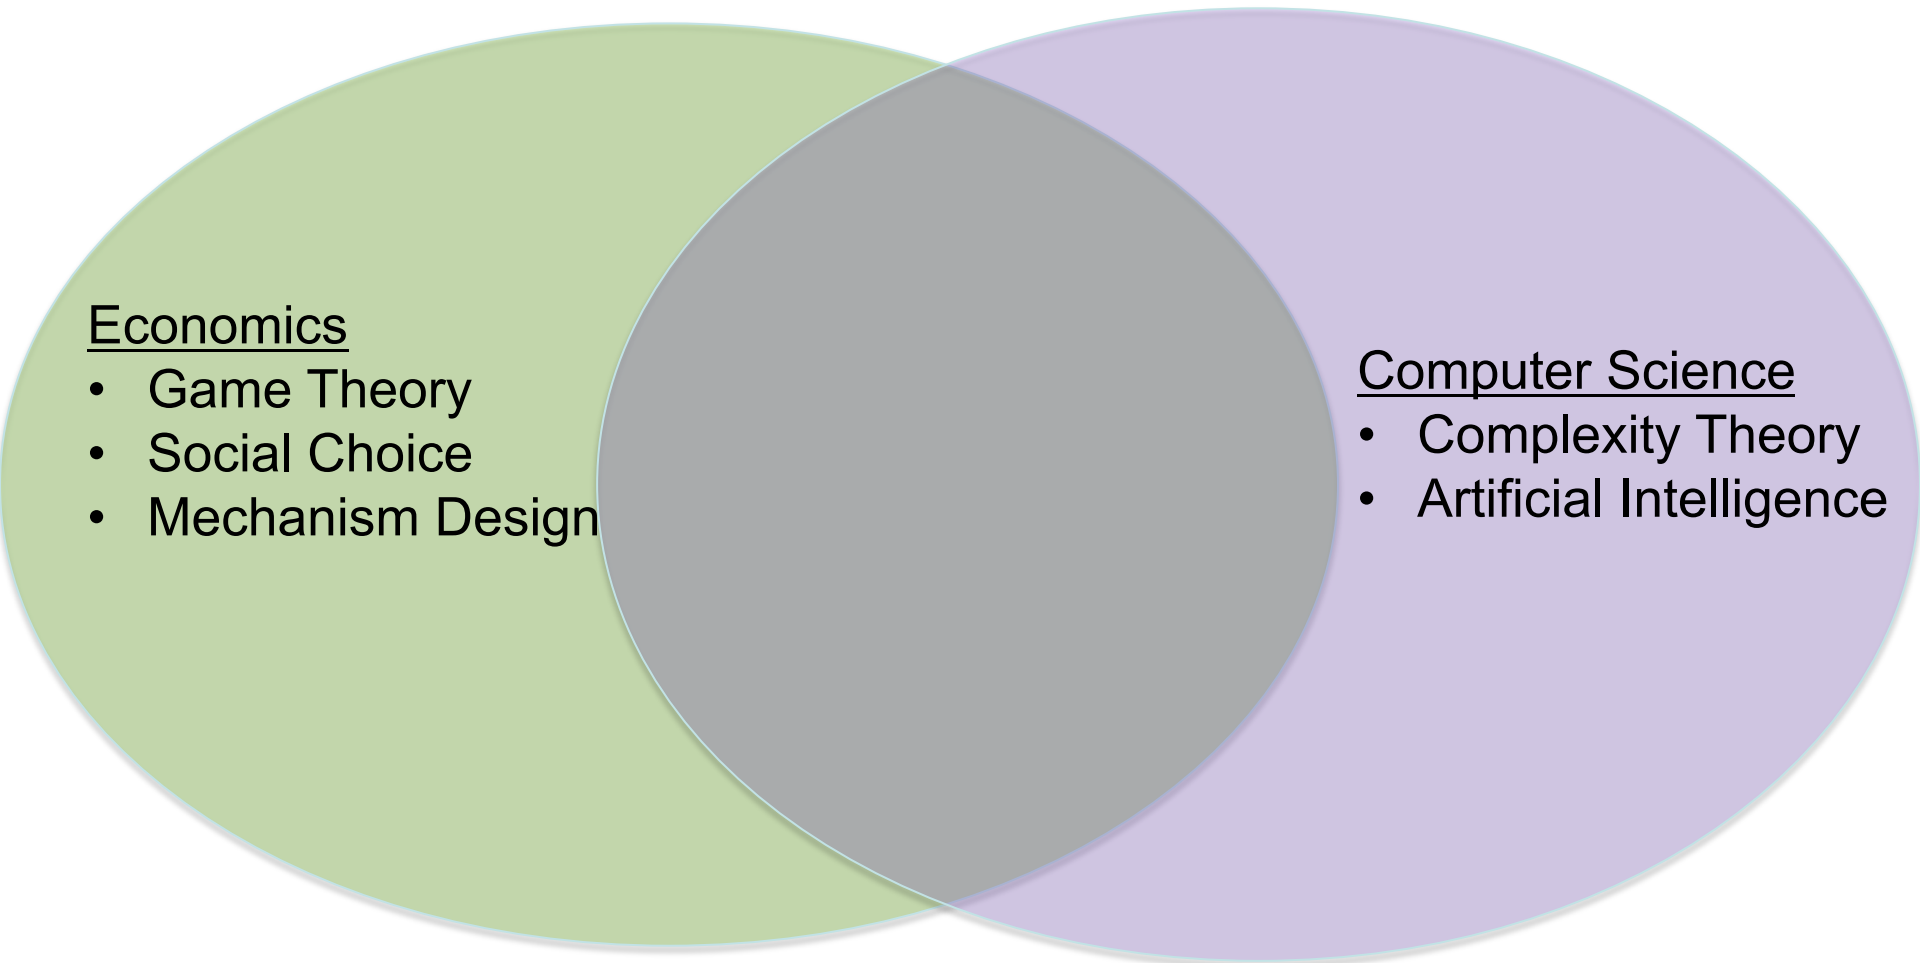 Economics
• Game Theory
• Social Choice
• Mechanism Design
Computer Science
• Complexity Theory
• Artificial Intelligence